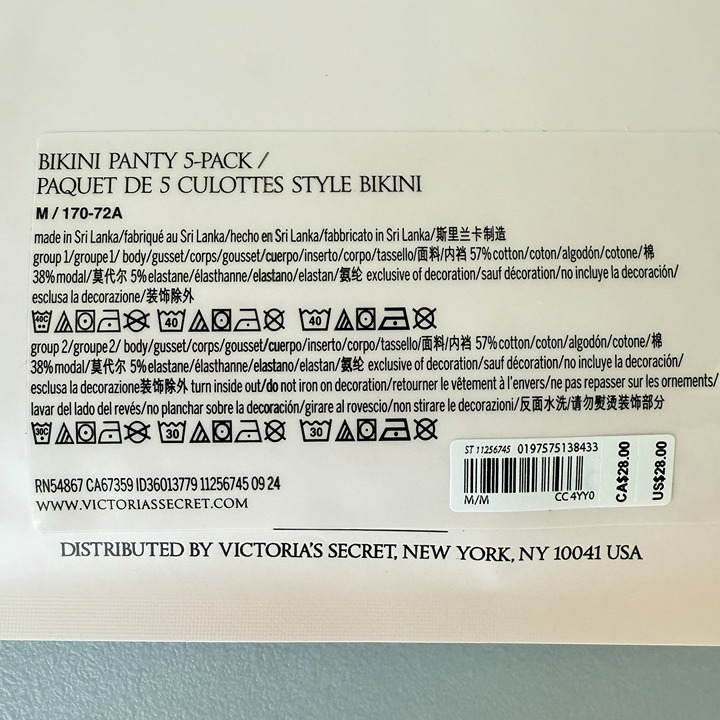 BIKINI PANTY 5-PACK /
PAQUET DE 5 CULOTTES STYLE BIKINI
M / 170-72A
made in Sri Lanka/fabriqué au Sri Lanka/hecho en Sri Lanka/fabbricato in Sri Lanka/斯里兰卡制造
group 1/groupe1/ body/gusset/corps/gousset/cuerpo/inserto/corpo/tassello/面料/内裆 57% cotton/coton/algodón/cotone/棉
38% modal/莫代尔 5% elastane/élasthanne/elastano/elastan/氨纶 exclusive of decoration/sauf décoration/no incluye la decoración/
esclusa la decorazione/装饰除外
40C 40 40
group 2/groupe2/ body/gusset/corps/gousset/cuerpo/inserto/corpo/tassello/面料/内裆 57% cotton/coton/algodón/cotone/棉
38% modal/莫代尔 5% elastane/élasthanne/elastano/elastan/氨纶 exclusive of decoration/sauf décoration/no incluye la decoración/
esclusa la decorazione装饰除外 turn inside out/do not iron on decoration/retourner le vêtement à l'envers/ne pas repasser sur les ornements/
lavar del lado del revés/no planchar sobre la decoración/girare al rovescio/non stirare le decorazioni/反面水洗/请勿熨烫装饰部分
30C 30 30
ST 11256745 0197575138433
M/M CC 4YY0
CA$28.00
US$28.00
RN54867 CA67359 ID36013779 11256745 09 24
WWW.VICTORIASSECRET.COM
DISTRIBUTED BY VICTORIA'S SECRET, NEW YORK, NY 10041 USA